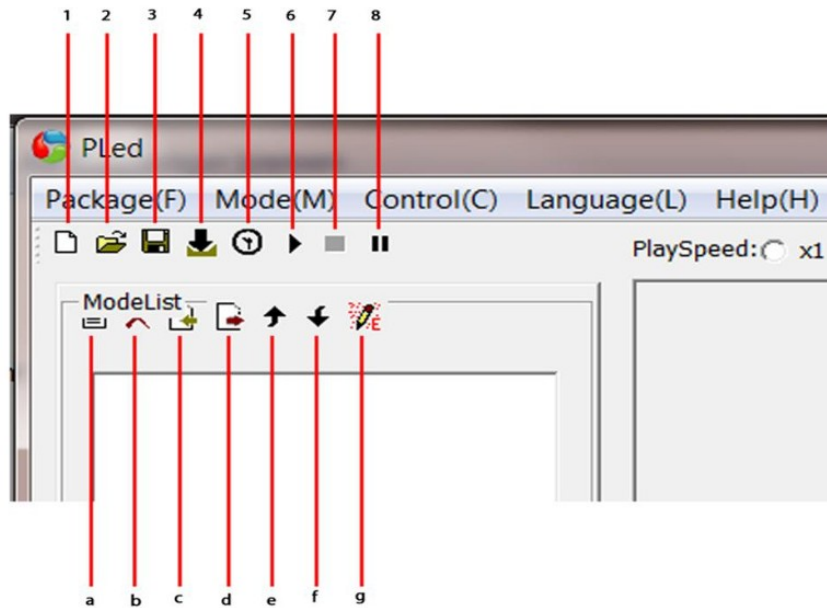 1 2 3 4 5 6 7 8
PLed
Package(F) Mode(M) Control(C) Language(L) Help(H)
PlaySpeed: x1
ModeList
E
a b c d e f g